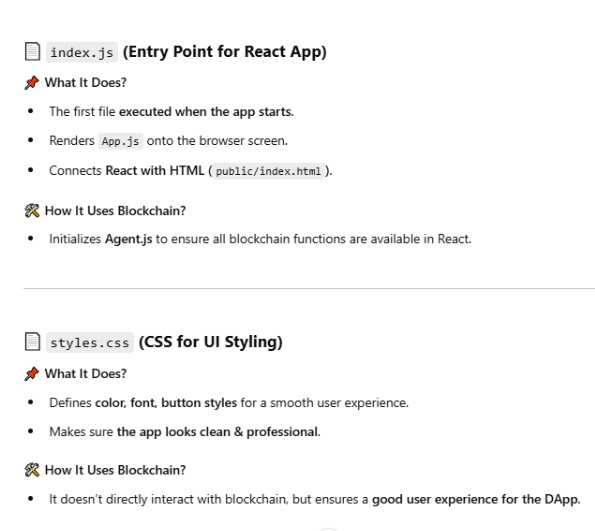 index.js (Entry Point for React App)
What It Does?
• The first file executed when the app starts.
• Renders App.js onto the browser screen.
• Connects React with HTML ( public/index.html ).
How It Uses Blockchain?
• Initializes Agent.js to ensure all blockchain functions are available in React.
styles.css (CSS for UI Styling)
What It Does?
• Defines color, font, button styles for a smooth user experience.
• Makes sure the app looks clean & professional.
How It Uses Blockchain?
• It doesn't directly interact with blockchain, but ensures a good user experience for the DApp.